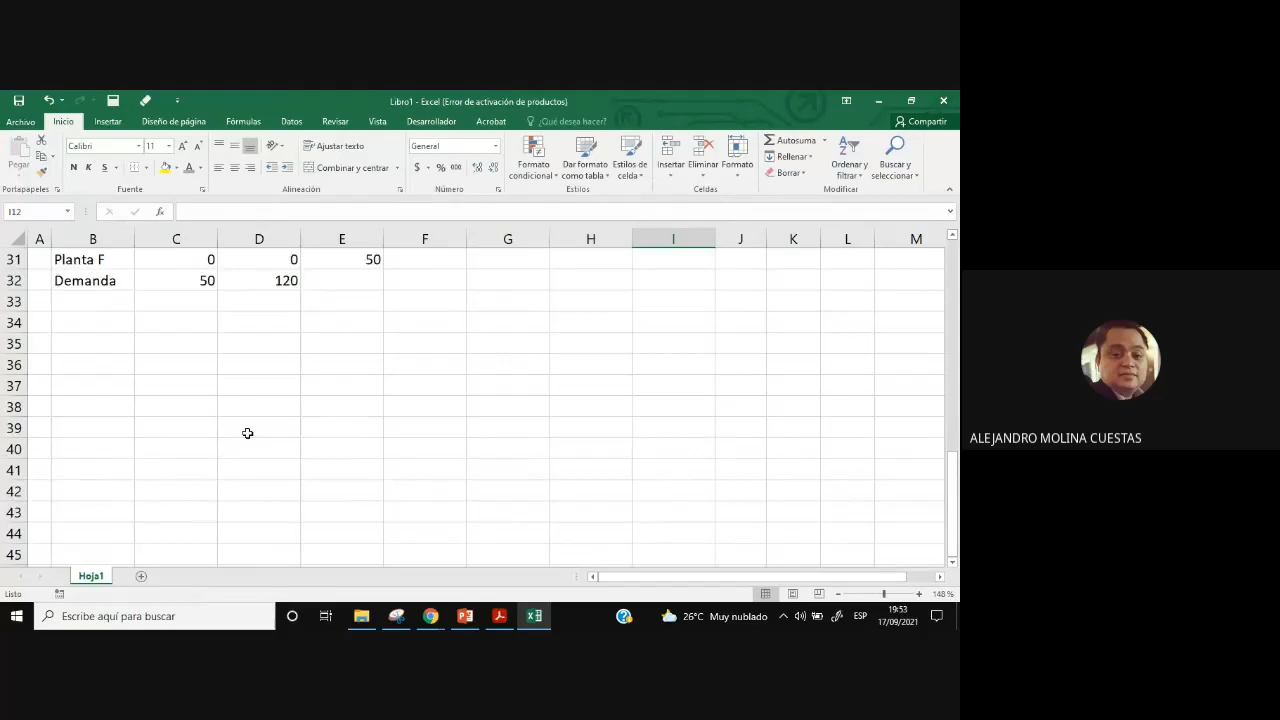 Libro1 - Excel (Error de activación de productos)
Archivo Inicio Insertar Diseño de página Fórmulas Datos Revisar Vista Desarrollador Acrobat ¿Qué desea hacer? Compartir
Pegar
Calibri 11
N K S
Ajustar texto
Combinar y centrar
General
$ % 000
Formato condicional
Dar formato como tabla
Estilos de celda
Insertar Eliminar Formato
Autosuma
Rellenar
Borrar
Ordenar y filtrar
Buscar y seleccionar
Portapapeles Fuente Alineación Número Estilos Celdas Modificar
I12 fx
A B C D E F G H I J K L M
31 Planta F 0 0 50
32 Demanda 50 120
33
34
35
36
37
38
39
40
41
42
43
44
45
Hoja1
Listo 148 %
Escribe aquí para buscar
26°C Muy nublado
ESP
19:53
17/09/2021
ALEJANDRO MOLINA CUESTAS